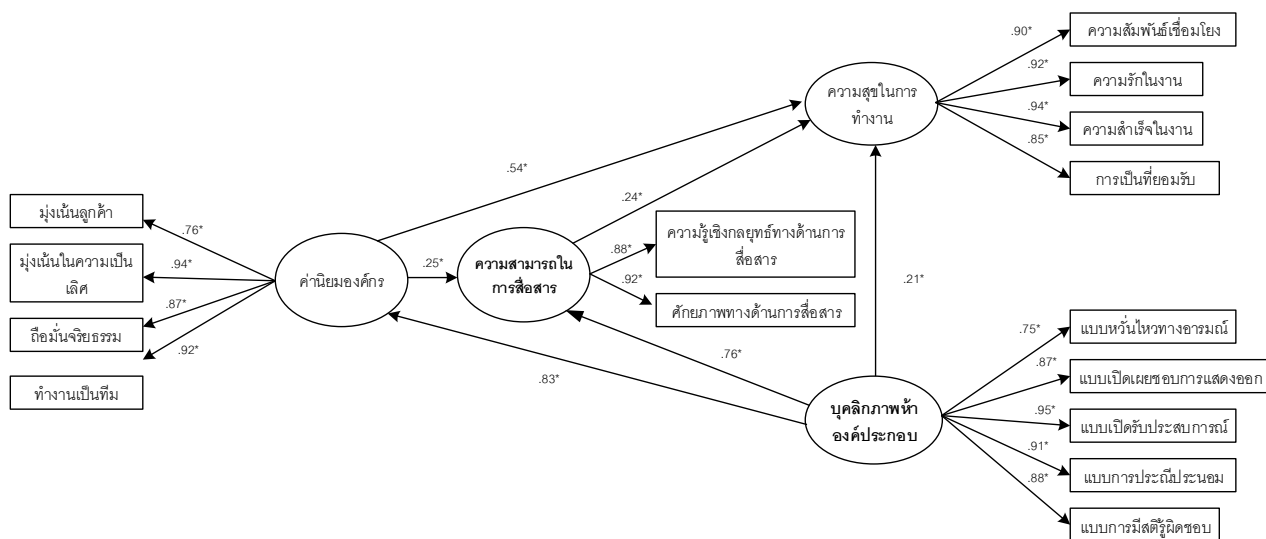 .90*
ความสัมพันธ์เชื่อมโยง
.92*
ความรักในงาน
ความสุขในการ
ทำงาน
.94*
ความสำเร็จในงาน
.85*
การเป็นที่ยอมรับ
.54*
.24*
มุ่งเน้นลูกค้า
.76*
มุ่งเน้นในความเป็น
เลิศ
.94*
ถือมั่นจริยธรรม
.87*
.92*
ทำงานเป็นทีม
ค่านิยมองค์กร
.25*
ความสามารถใน
การสื่อสาร
.88*
ความรู้เชิงกลยุทธ์ทางด้านการ
สื่อสาร
.92*
ศักยภาพทางด้านการสื่อสาร
.21*
.76*
.83*
บุคลิกภาพห้า
องค์ประกอบ
.75*
แบบหวั่นไหวทางอารมณ์
.87*
แบบเปิดเผยชอบการแสดงออก
.95*
แบบเปิดรับประสบการณ์
.91*
แบบการประณีประนอม
.88*
แบบการมีสติรู้ผิดชอบ